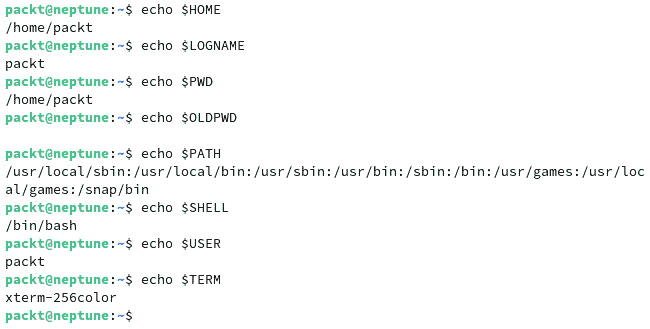 packt@neptune:~$ echo $HOME
/home/packt
packt@neptune:~$ echo $LOGNAME
packt
packt@neptune:~$ echo $PWD
/home/packt
packt@neptune:~$ echo $OLDPWD

packt@neptune:~$ echo $PATH
/usr/local/sbin:/usr/local/bin:/usr/sbin:/usr/bin:/sbin:/bin:/usr/games:/usr/loc
al/games:/snap/bin
packt@neptune:~$ echo $SHELL
/bin/bash
packt@neptune:~$ echo $USER
packt
packt@neptune:~$ echo $TERM
xterm-256color
packt@neptune:~$